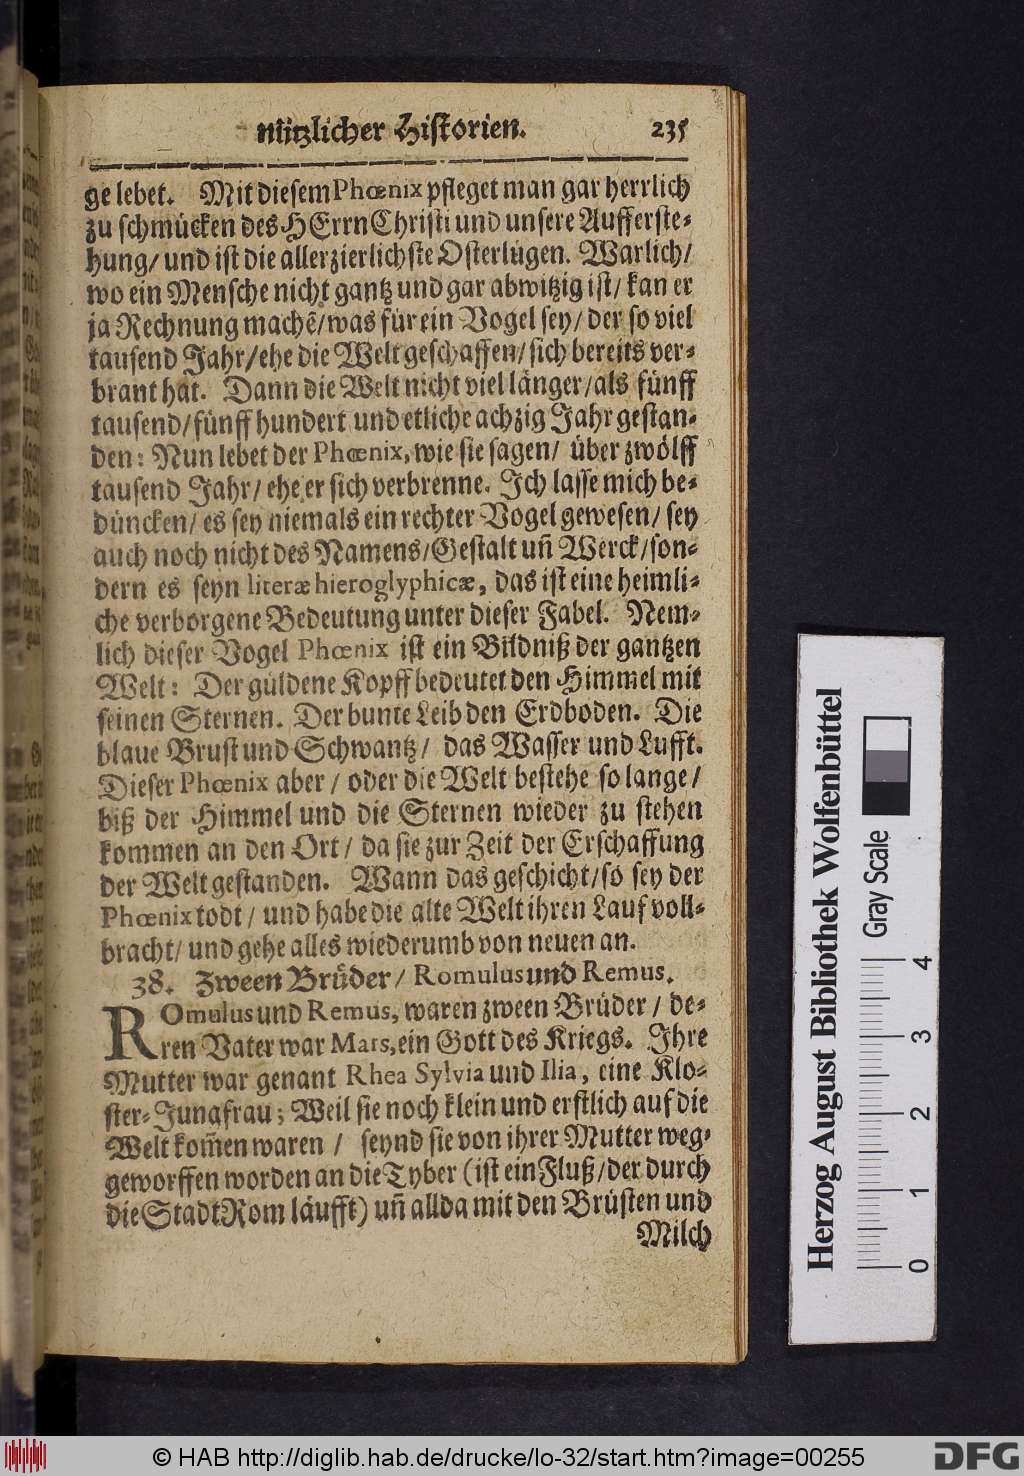 nützlicher Historien. 235
ge lebet. Mit diesem Phœnix pfleget man gar herrlich
zu schmücken des HErrn Christi und unsere Aufferste-
hung/ und ist die allerzierlichste Osterlügen. Warlich/
wo ein Mensche nicht gantz und gar abwitzig ist/ kan er
ja Rechnung machẽ/ was für ein Vogel sey/ der so viel
tausend Jahr/ ehe die Welt geschaffen/ sich bereits ver-
brant hat. Dann die Welt nicht viel länger/ als fünff
tausend/ fünff hundert und etliche achzig Jahr gestan-
den: Nun lebet der Phœnix, wie sie sagen/ über zwölff
tausend Jahr/ ehe er sich verbrenne. Ich lasse mich be-
düncken/ es sey niemals ein rechter Vogel gewesen/ sey
auch noch nicht des Namens/ Gestalt uñ Werck/ son-
dern es seyn literæ hieroglyphicæ, das ist eine heimli-
che verborgene Bedeutung unter dieser Fabel. Nem-
lich dieser Vogel Phœnix ist ein Bildniß der gantzen
Welt: Der güldene Kopff bedeutet den Himmel mit
seinen Sternen. Der bunte Leib den Erdboden. Die
blaue Brust und Schwantz/ das Wasser und Lufft.
Dieser Phœnix aber/ oder die Welt bestehe so lange/
biß der Himmel und die Sternen wieder zu stehen
kommen an den Ort/ da sie zur Zeit der Erschaffung
der Welt gestanden. Wann das geschicht/ so sey der
Phœnix todt/ und habe die alte Welt ihren Lauf voll-
bracht/ und gehe alles wiederumb von neuen an.
38. Zween Brüder/ Romulus und Remus.
ROmulus und Remus, waren zween Brüder/ de-
ren Vater war Mars, ein Gott des Kriegs. Ihre
Mutter war genant Rhea Sylvia und Ilia, eine Klo-
ster-Jungfrau; Weil sie noch klein und erstlich auf die
Welt kom̃en waren/ seynd sie von ihrer Mutter weg-
geworffen worden an die Tyber (ist ein Fluß/ der durch
die Stadt Rom läufft) uñ allda mit den Brüsten und
Milch
Herzog August Bibliothek Wolfenbüttel
Gray Scale
0 1 2 3 4
© HAB http://diglib.hab.de/drucke/lo-32/start.htm?image=00255
DFG